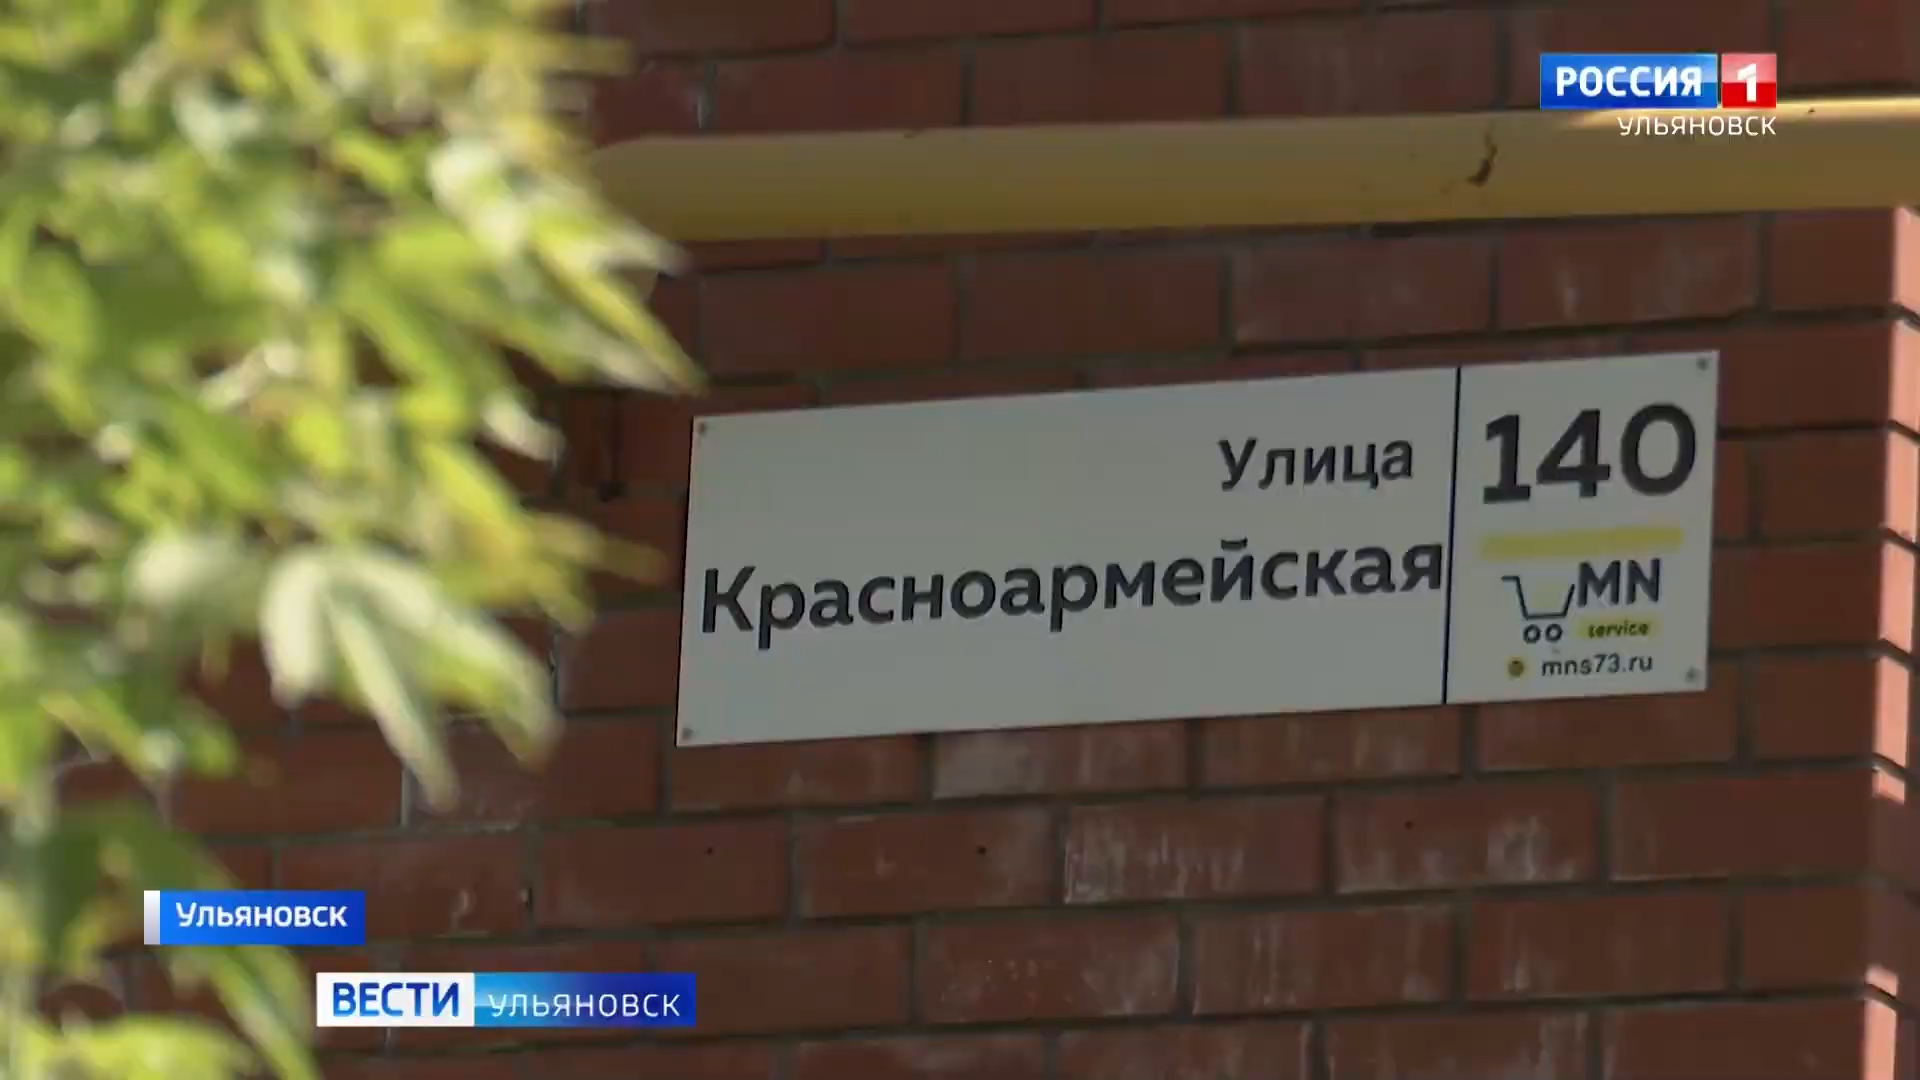 РОССИЯ 1
УЛЬЯНОВСК
Улица
Красноармейская
140
MN
service
mns73.ru
Ульяновск
ВЕСТИ УЛЬЯНОВСК